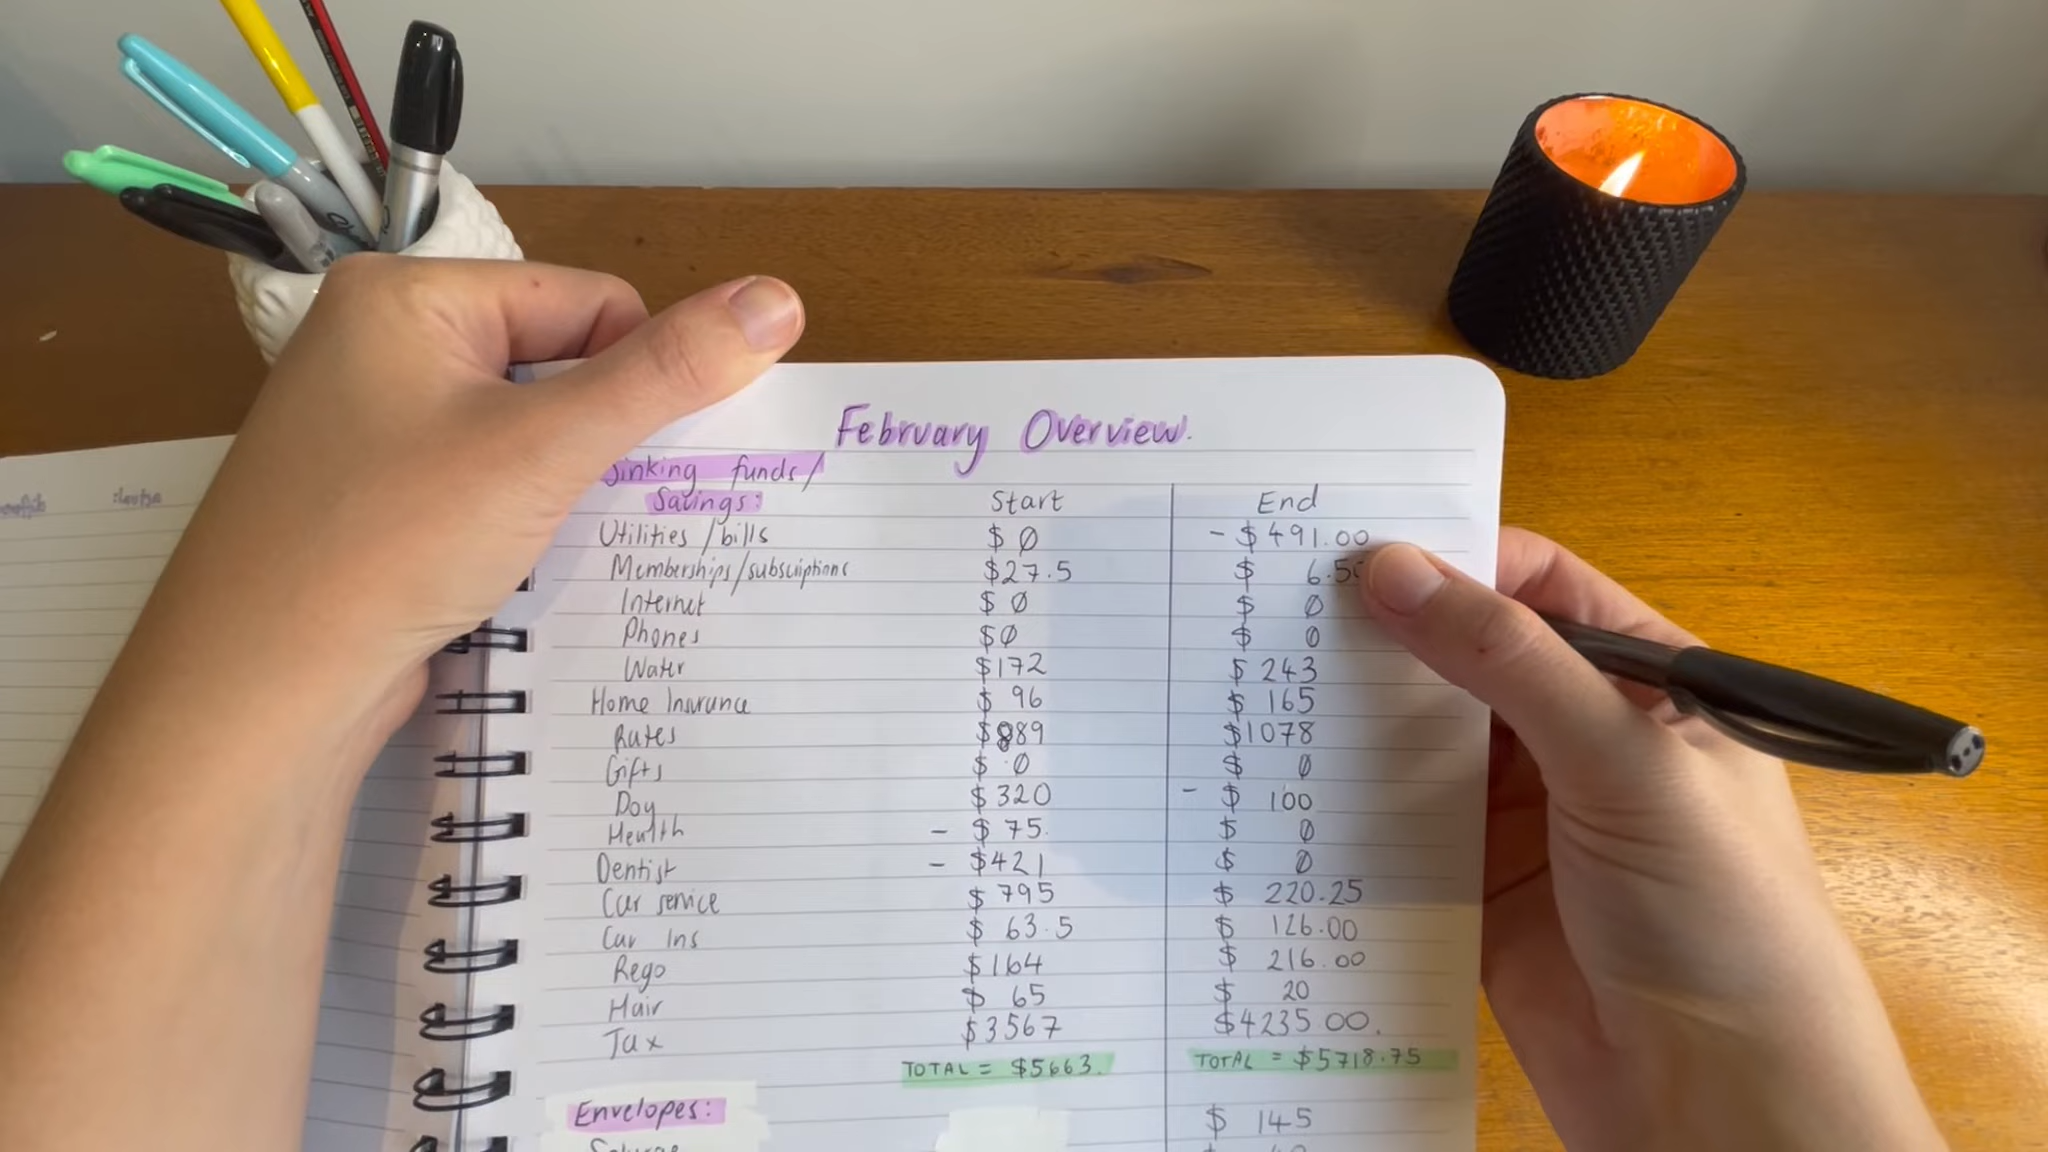 February Overview.
Sinking funds/
Savings: Start End
Utilities/bills $ 0 - $491.00
Memberships/subscriptions $27.5 $ 6.50
Internet $ 0 $ 0
Phones $0 $ 0
Water $172 $ 243
Home Insurance $ 96 $ 165
Rates $889 $1078
Gifts $ 0 $ 0
Dog $ 320 - $ 100
Health - $ 75. $ 0
Dentist - $421 $ 0
Car service $ 795 $ 220.25
Car Ins $ 63.5 $ 126.00
Rego $164 $ 216.00
Hair $ 65 $ 20
Tax $3567 $4235.00.
TOTAL = $5663. TOTAL = $5718.75
Envelopes: $ 145